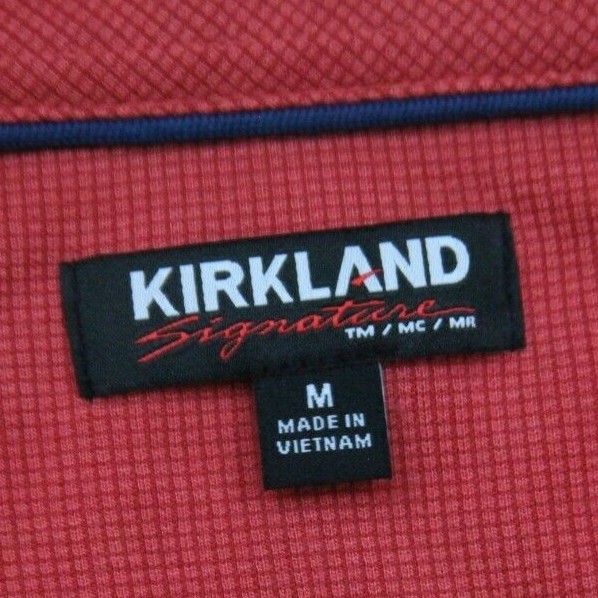 KIRKLAND
Signature
TM / MC / MR
M
MADE IN
VIETNAM